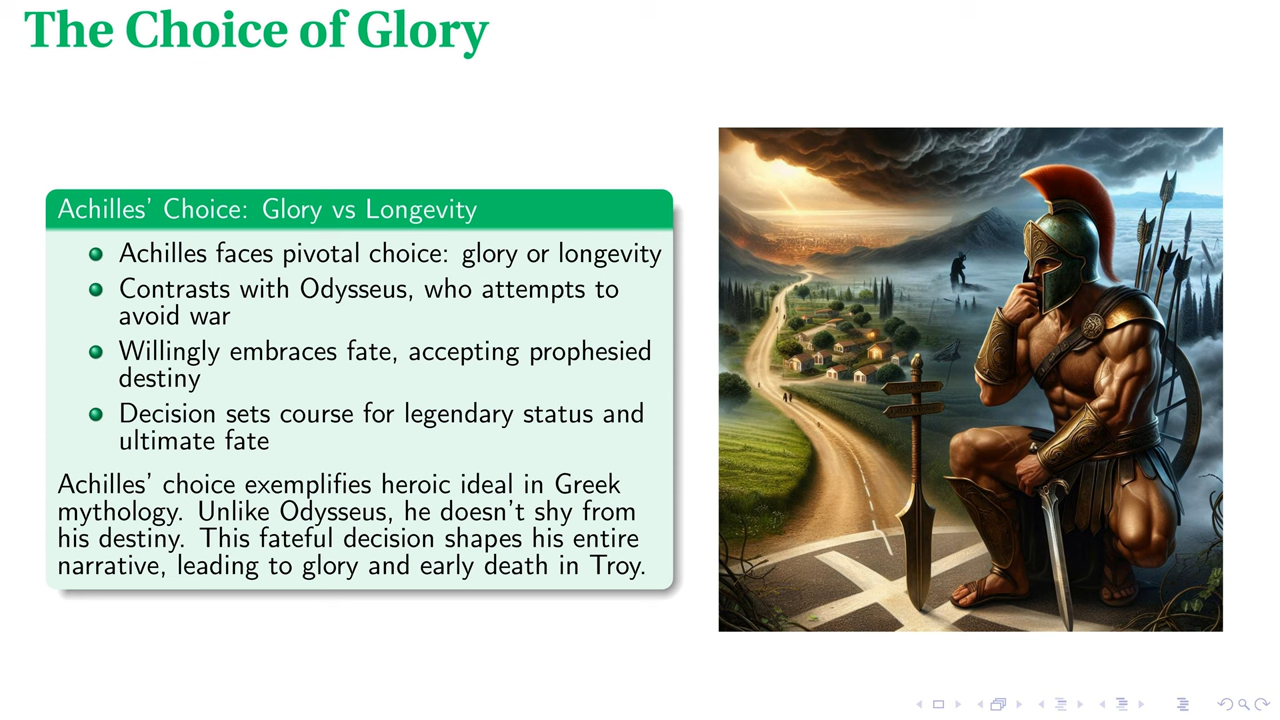 The Choice of Glory
Achilles' Choice: Glory vs Longevity
Achilles faces pivotal choice: glory or longevity
Contrasts with Odysseus, who attempts to
avoid war
Willingly embraces fate, accepting prophesied
destiny
Decision sets course for legendary status and
ultimate fate
Achilles' choice exemplifies heroic ideal in Greek
mythology. Unlike Odysseus, he doesn't shy from
his destiny. This fateful decision shapes his entire
narrative, leading to glory and early death in Troy.